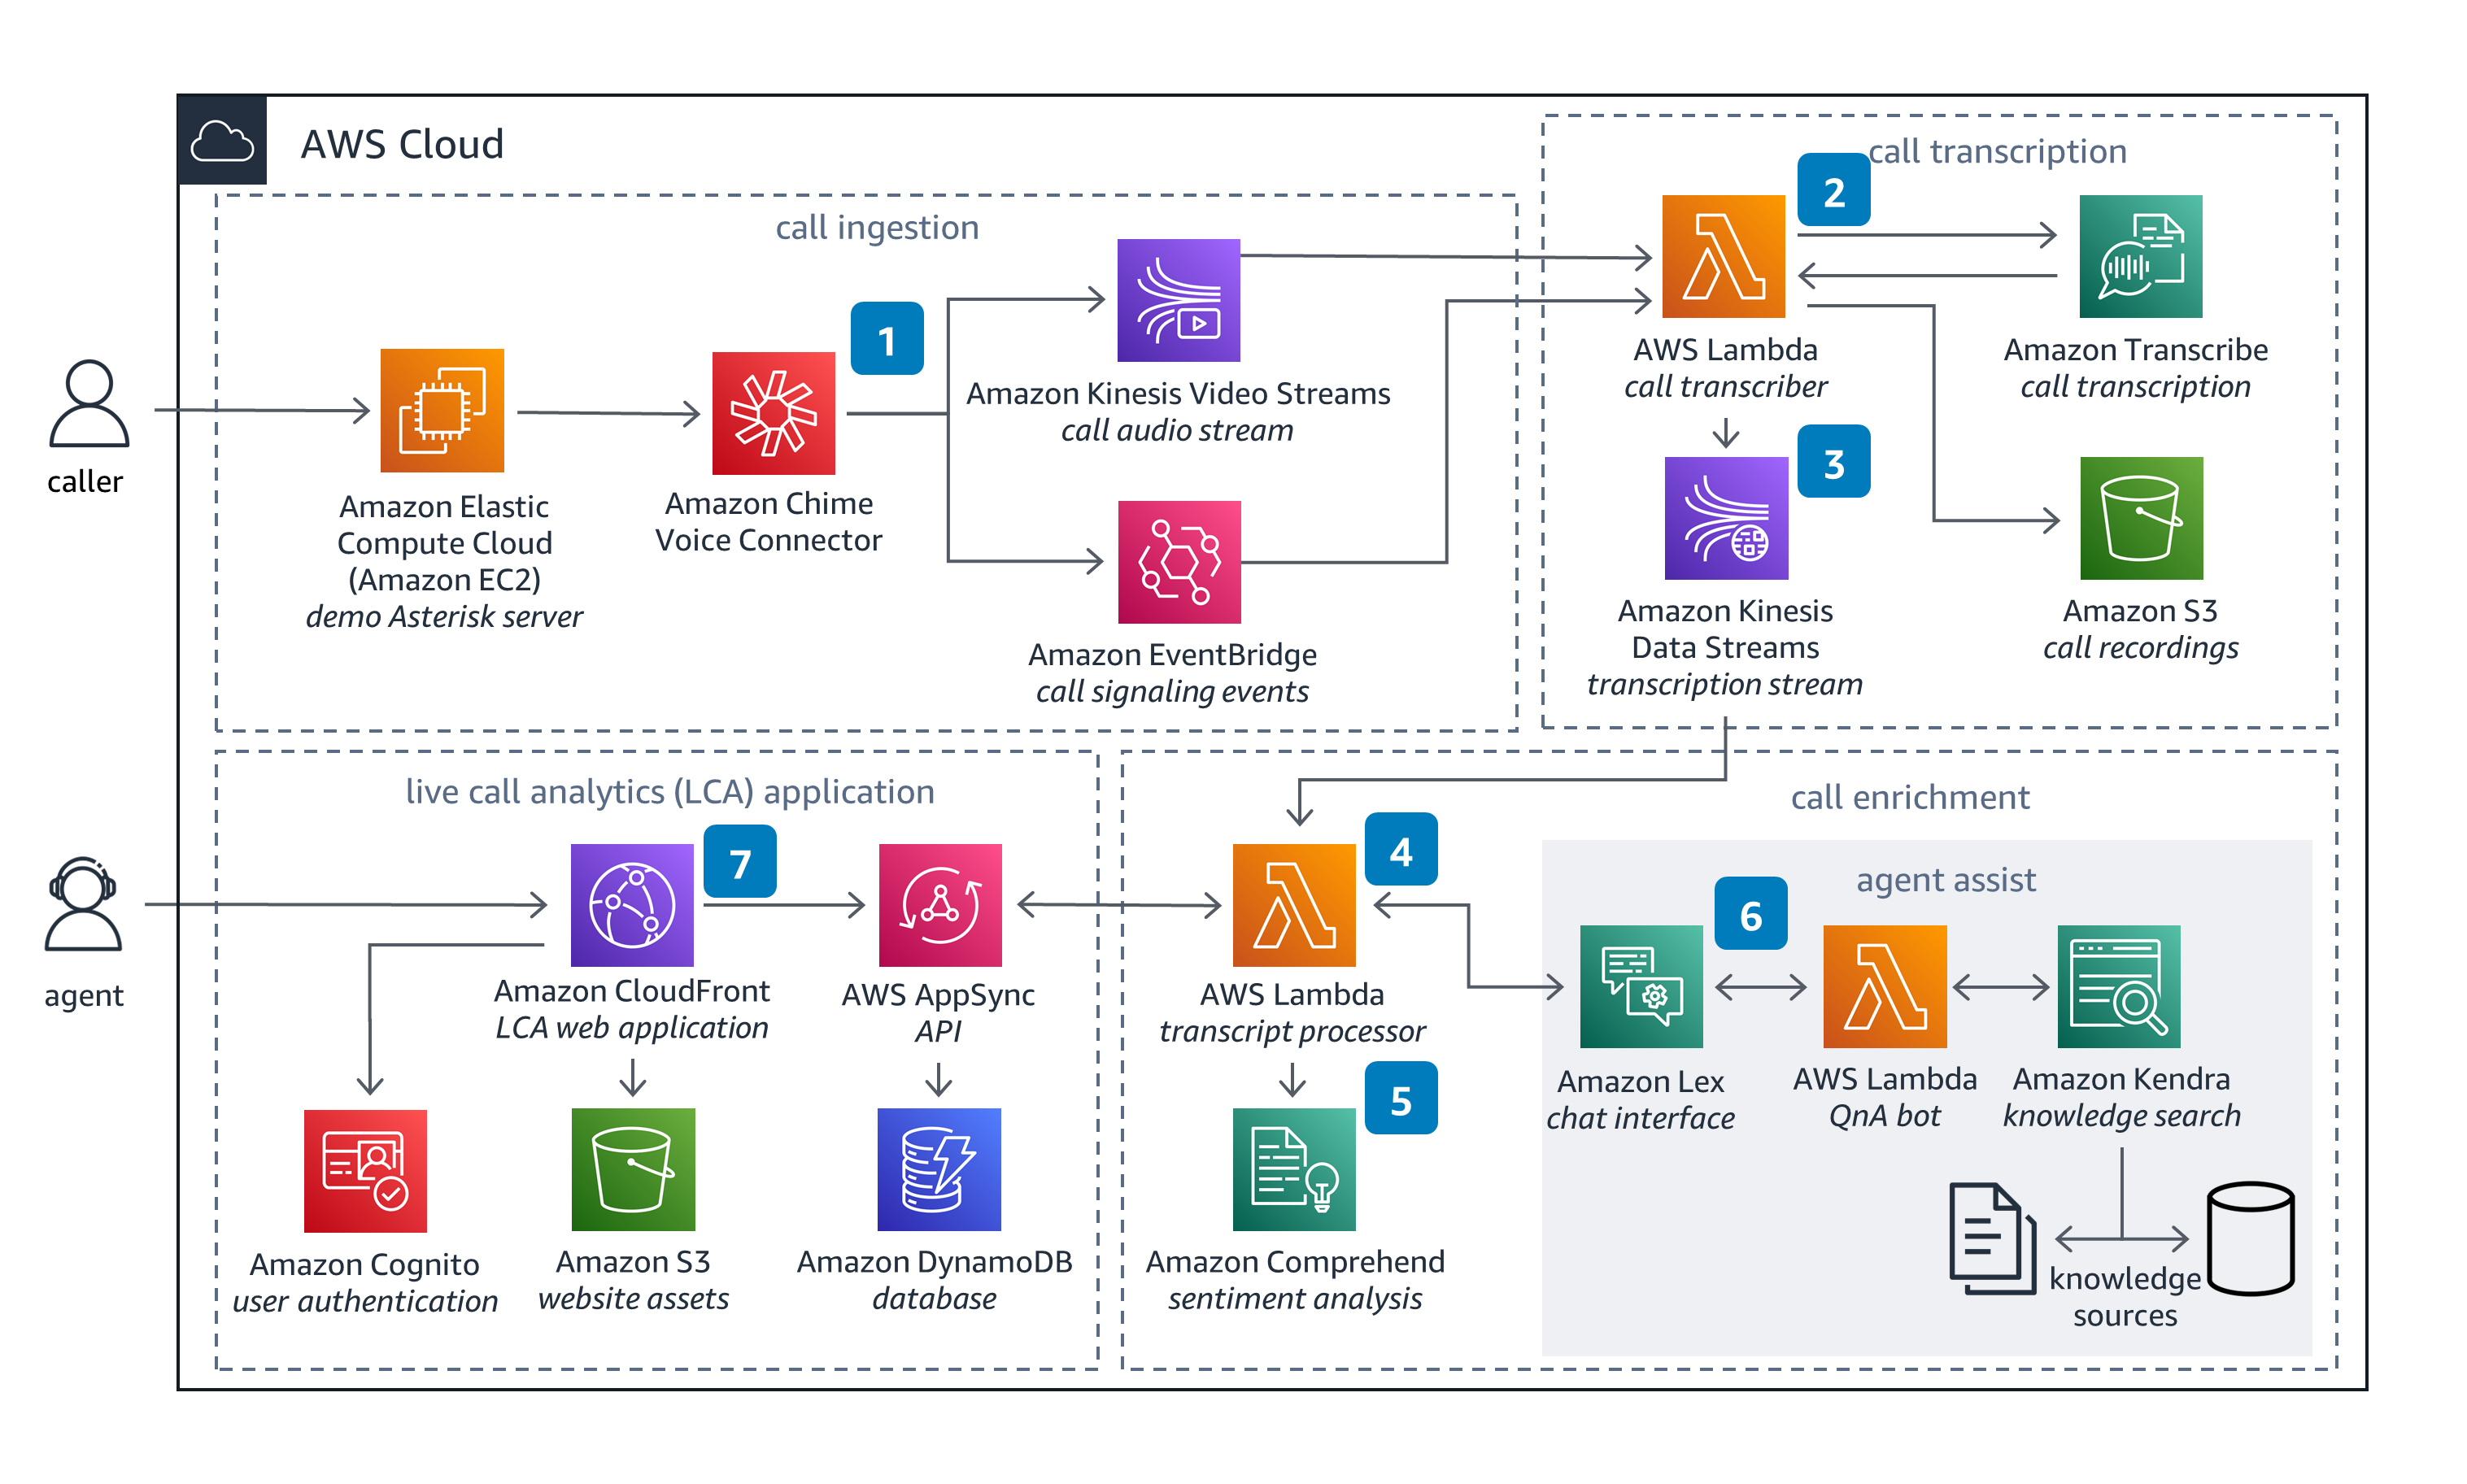 AWS Cloud
call ingestion
caller
Amazon Elastic
Compute Cloud
(Amazon EC2)
demo Asterisk server
Amazon Chime
Voice Connector
1
Amazon Kinesis Video Streams
call audio stream
Amazon EventBridge
call signaling events
call transcription
2
AWS Lambda
call transcriber
Amazon Transcribe
call transcription
3
Amazon Kinesis
Data Streams
transcription stream
Amazon S3
call recordings
live call analytics (LCA) application
agent
7
Amazon CloudFront
LCA web application
AWS AppSync
API
Amazon Cognito
user authentication
Amazon S3
website assets
Amazon DynamoDB
database
call enrichment
4
AWS Lambda
transcript processor
5
Amazon Comprehend
sentiment analysis
agent assist
6
Amazon Lex
chat interface
AWS Lambda
QnA bot
Amazon Kendra
knowledge search
knowledge
sources